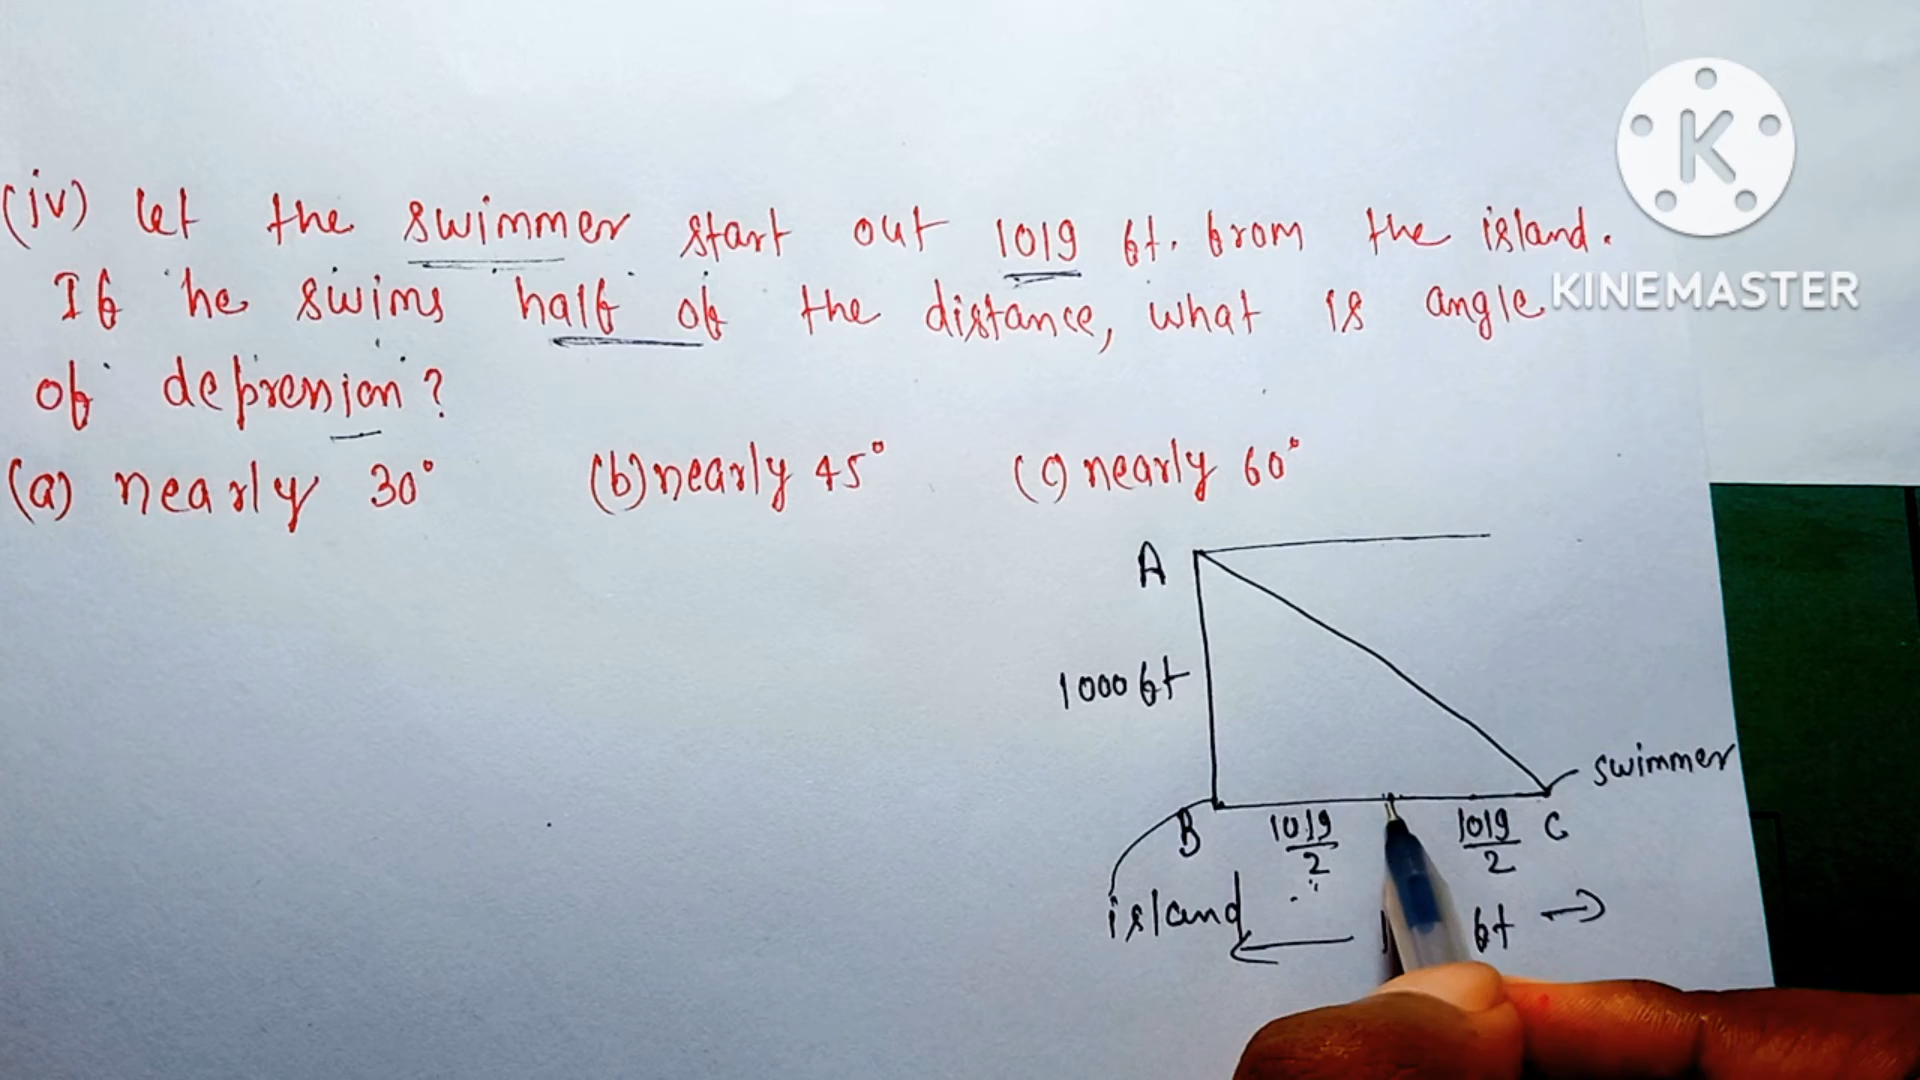 (iv) Let the swimmer start out 1019 ft. from the island.
If he swims half of the distance, what is angle
of depression?
(a) nearly 30° (b) nearly 45° (c) nearly 60°
KINEMASTER
A
1000 ft
swimmer
B 1019/2 1019/2 C
island
ft